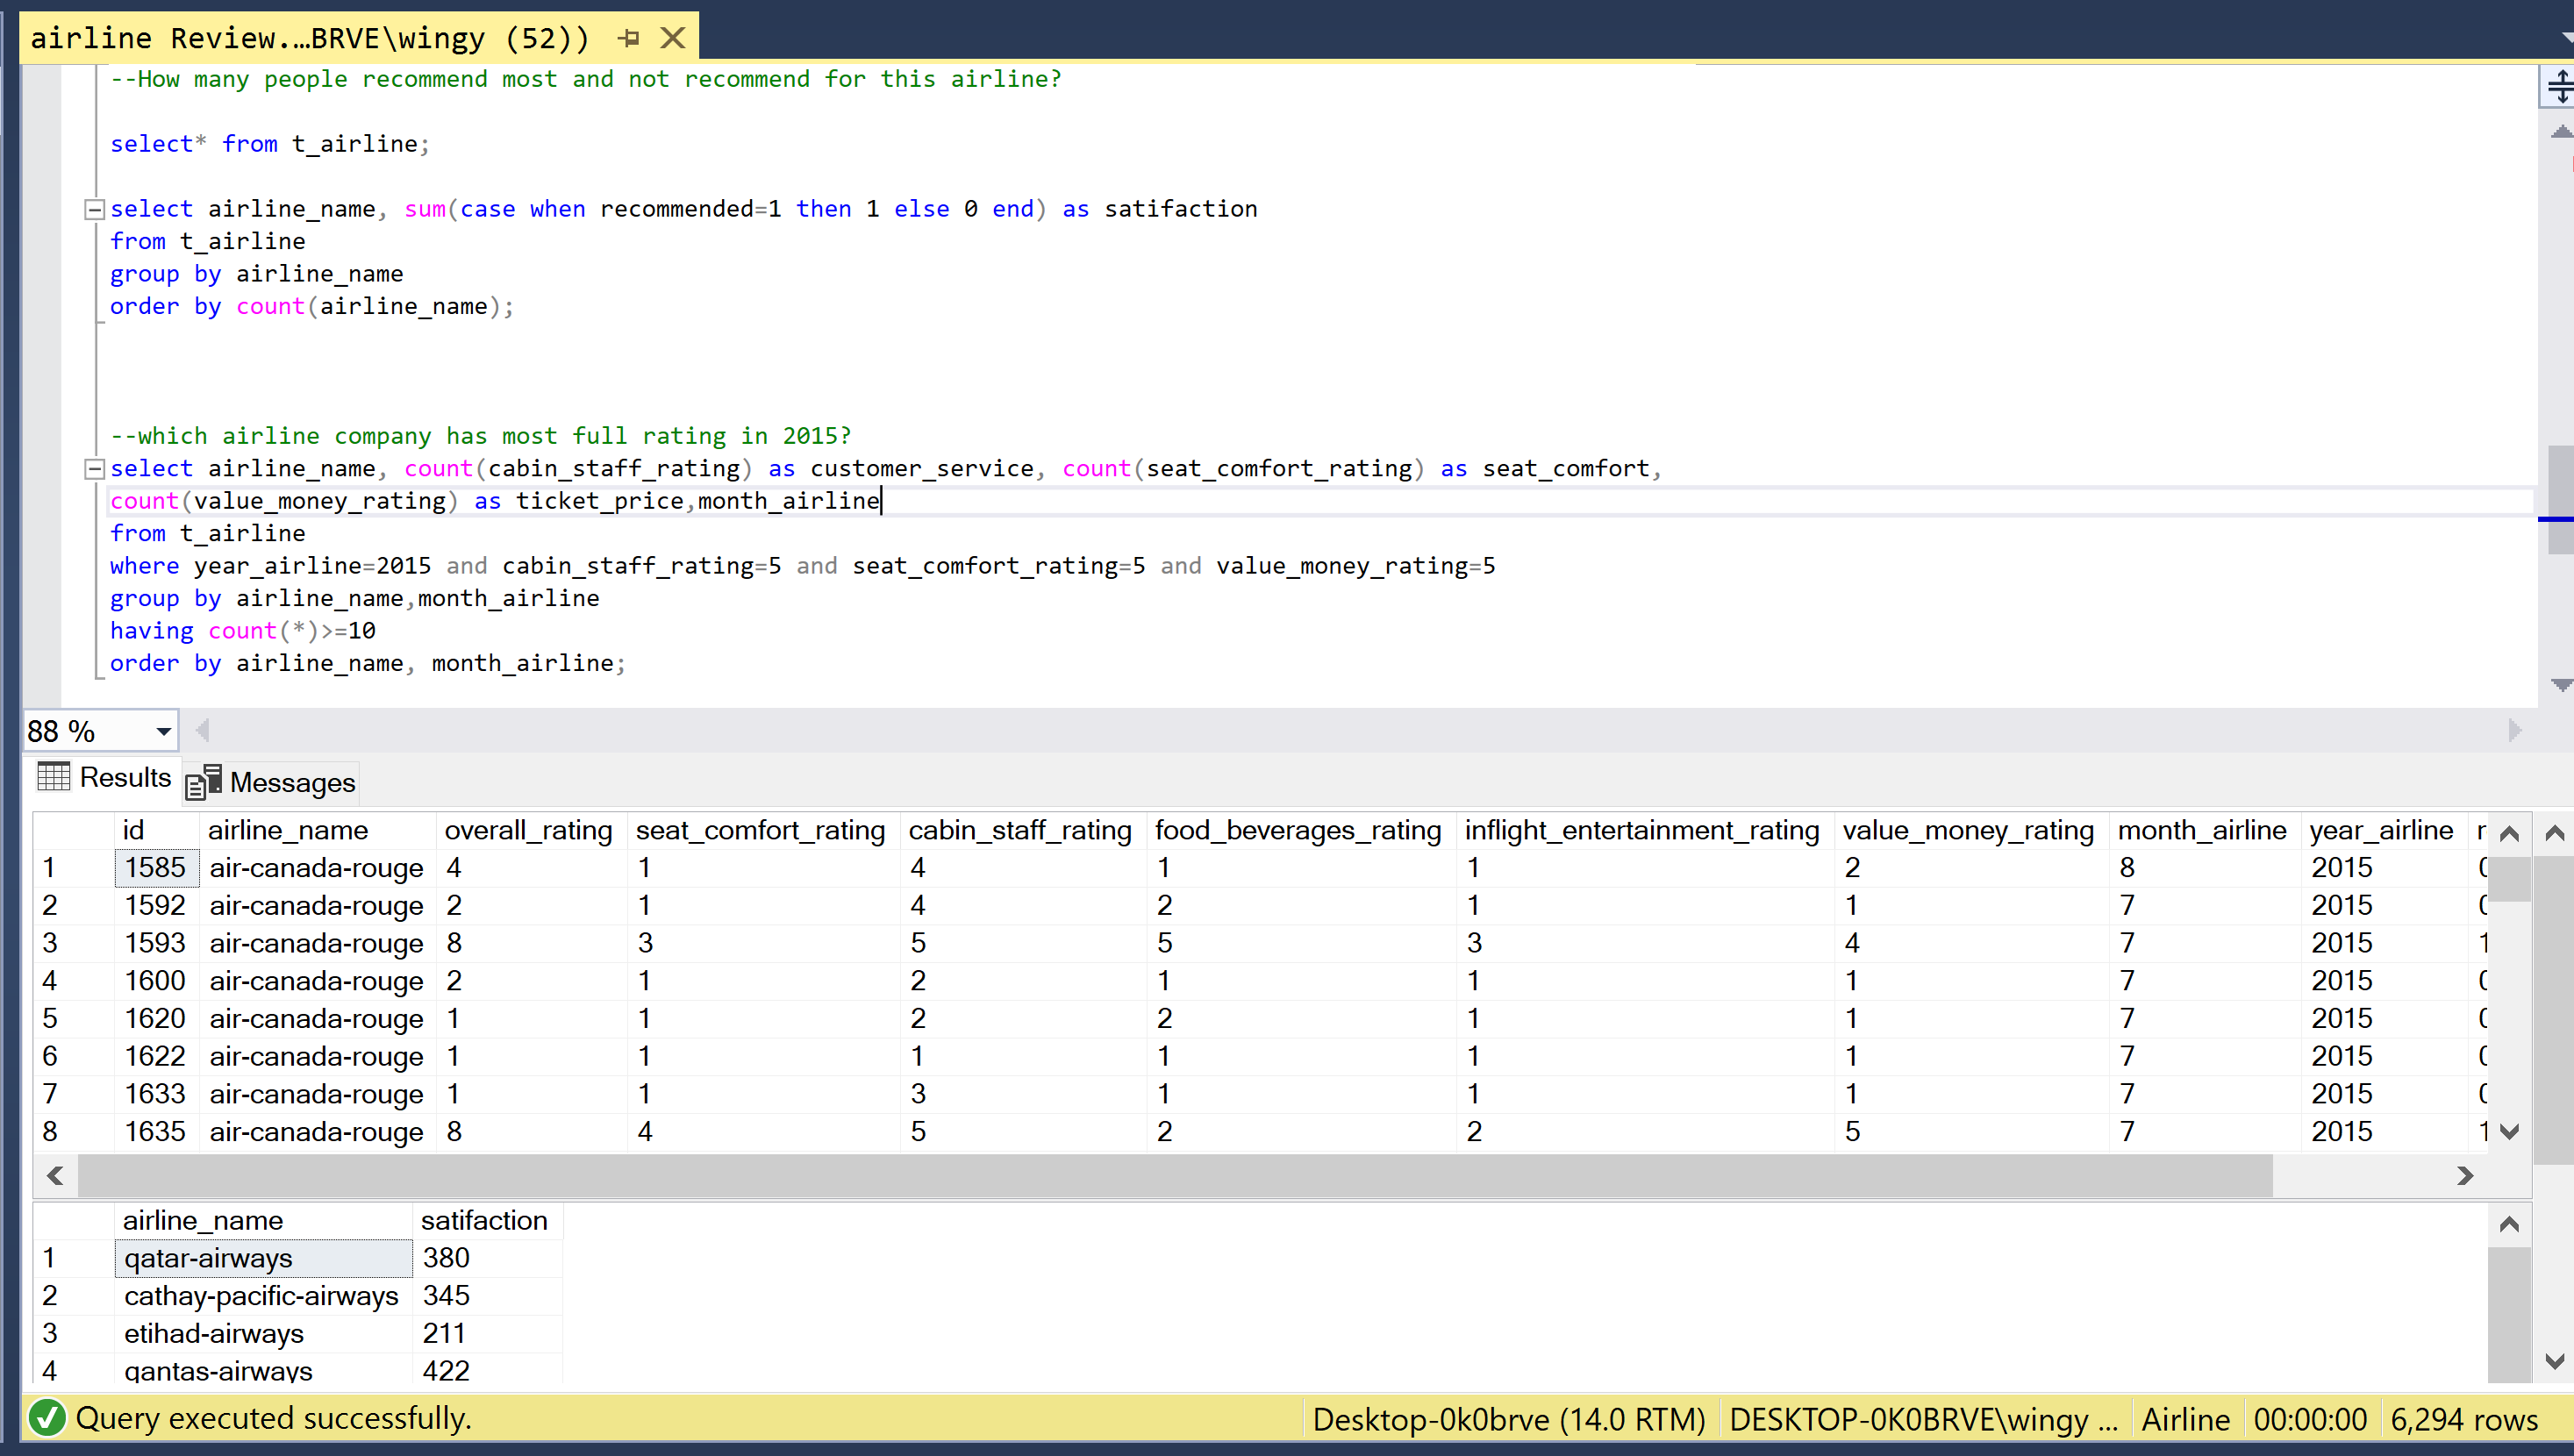 airline Review....BRVE\wingy (52))
--How many people recommend most and not recommend for this airline?
select* from t_airline;
select airline_name, sum(case when recommended=1 then 1 else 0 end) as satifaction
from t_airline
group by airline_name
order by count(airline_name);
--which airline company has most full rating in 2015?
select airline_name, count(cabin_staff_rating) as customer_service, count(seat_comfort_rating) as seat_comfort,
count(value_money_rating) as ticket_price,month_airline
from t_airline
where year_airline=2015 and cabin_staff_rating=5 and seat_comfort_rating=5 and value_money_rating=5
group by airline_name,month_airline
having count(*)>=10
order by airline_name, month_airline;
88 %
Results Messages
id airline_name overall_rating seat_comfort_rating cabin_staff_rating food_beverages_rating inflight_entertainment_rating value_money_rating month_airline year_airline r
1 1585 air-canada-rouge 4 1 4 1 1 2 8 2015 0
2 1592 air-canada-rouge 2 1 4 2 1 1 7 2015 0
3 1593 air-canada-rouge 8 3 5 5 3 4 7 2015 1
4 1600 air-canada-rouge 2 1 2 1 1 1 7 2015 0
5 1620 air-canada-rouge 1 1 2 2 1 1 7 2015 0
6 1622 air-canada-rouge 1 1 1 1 1 1 7 2015 0
7 1633 air-canada-rouge 1 1 3 1 1 1 7 2015 0
8 1635 air-canada-rouge 8 4 5 2 2 5 7 2015 1
airline_name satifaction
1 qatar-airways 380
2 cathay-pacific-airways 345
3 etihad-airways 211
4 qantas-airways 422
Query executed successfully. Desktop-0k0brve (14.0 RTM) DESKTOP-0K0BRVE\wingy ... Airline 00:00:00 6,294 rows